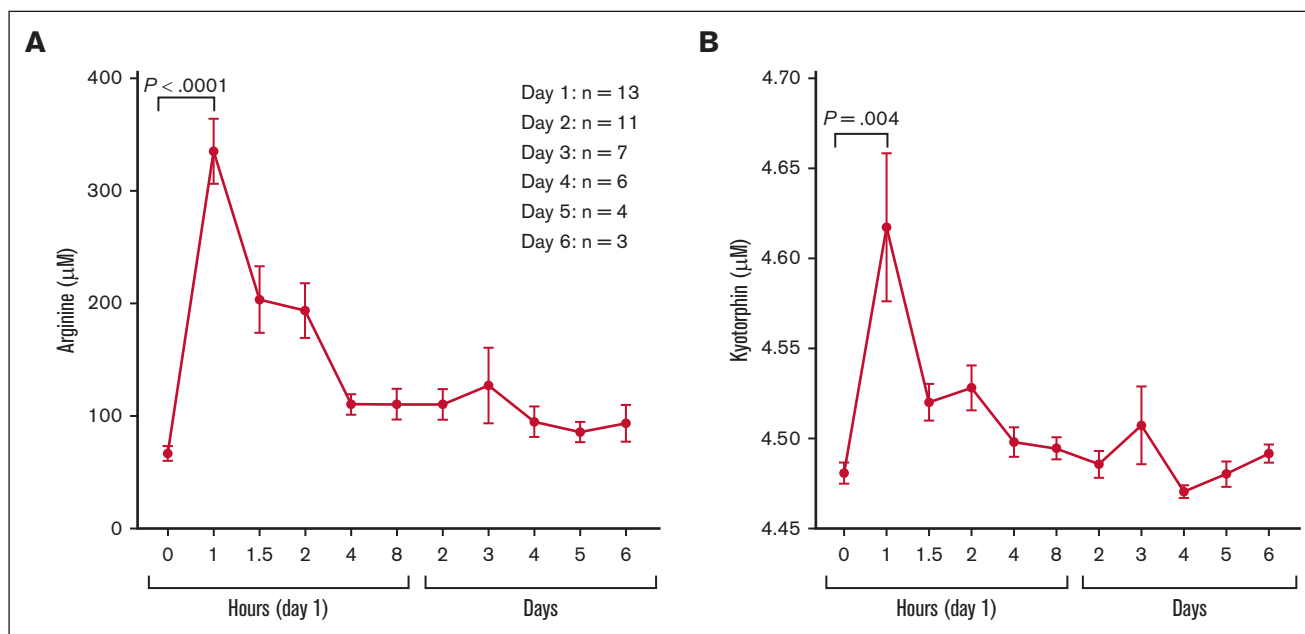 A
Arginine (µM)
400
300
200
100
0
P < .0001
Day 1: n = 13
Day 2: n = 11
Day 3: n = 7
Day 4: n = 6
Day 5: n = 4
Day 6: n = 3
0 1 1.5 2 4 8 2 3 4 5 6
Hours (day 1) Days
B
Kyotorphin (µM)
4.70
4.65
4.60
4.55
4.50
4.45
P = .004
0 1 1.5 2 4 8 2 3 4 5 6
Hours (day 1) Days